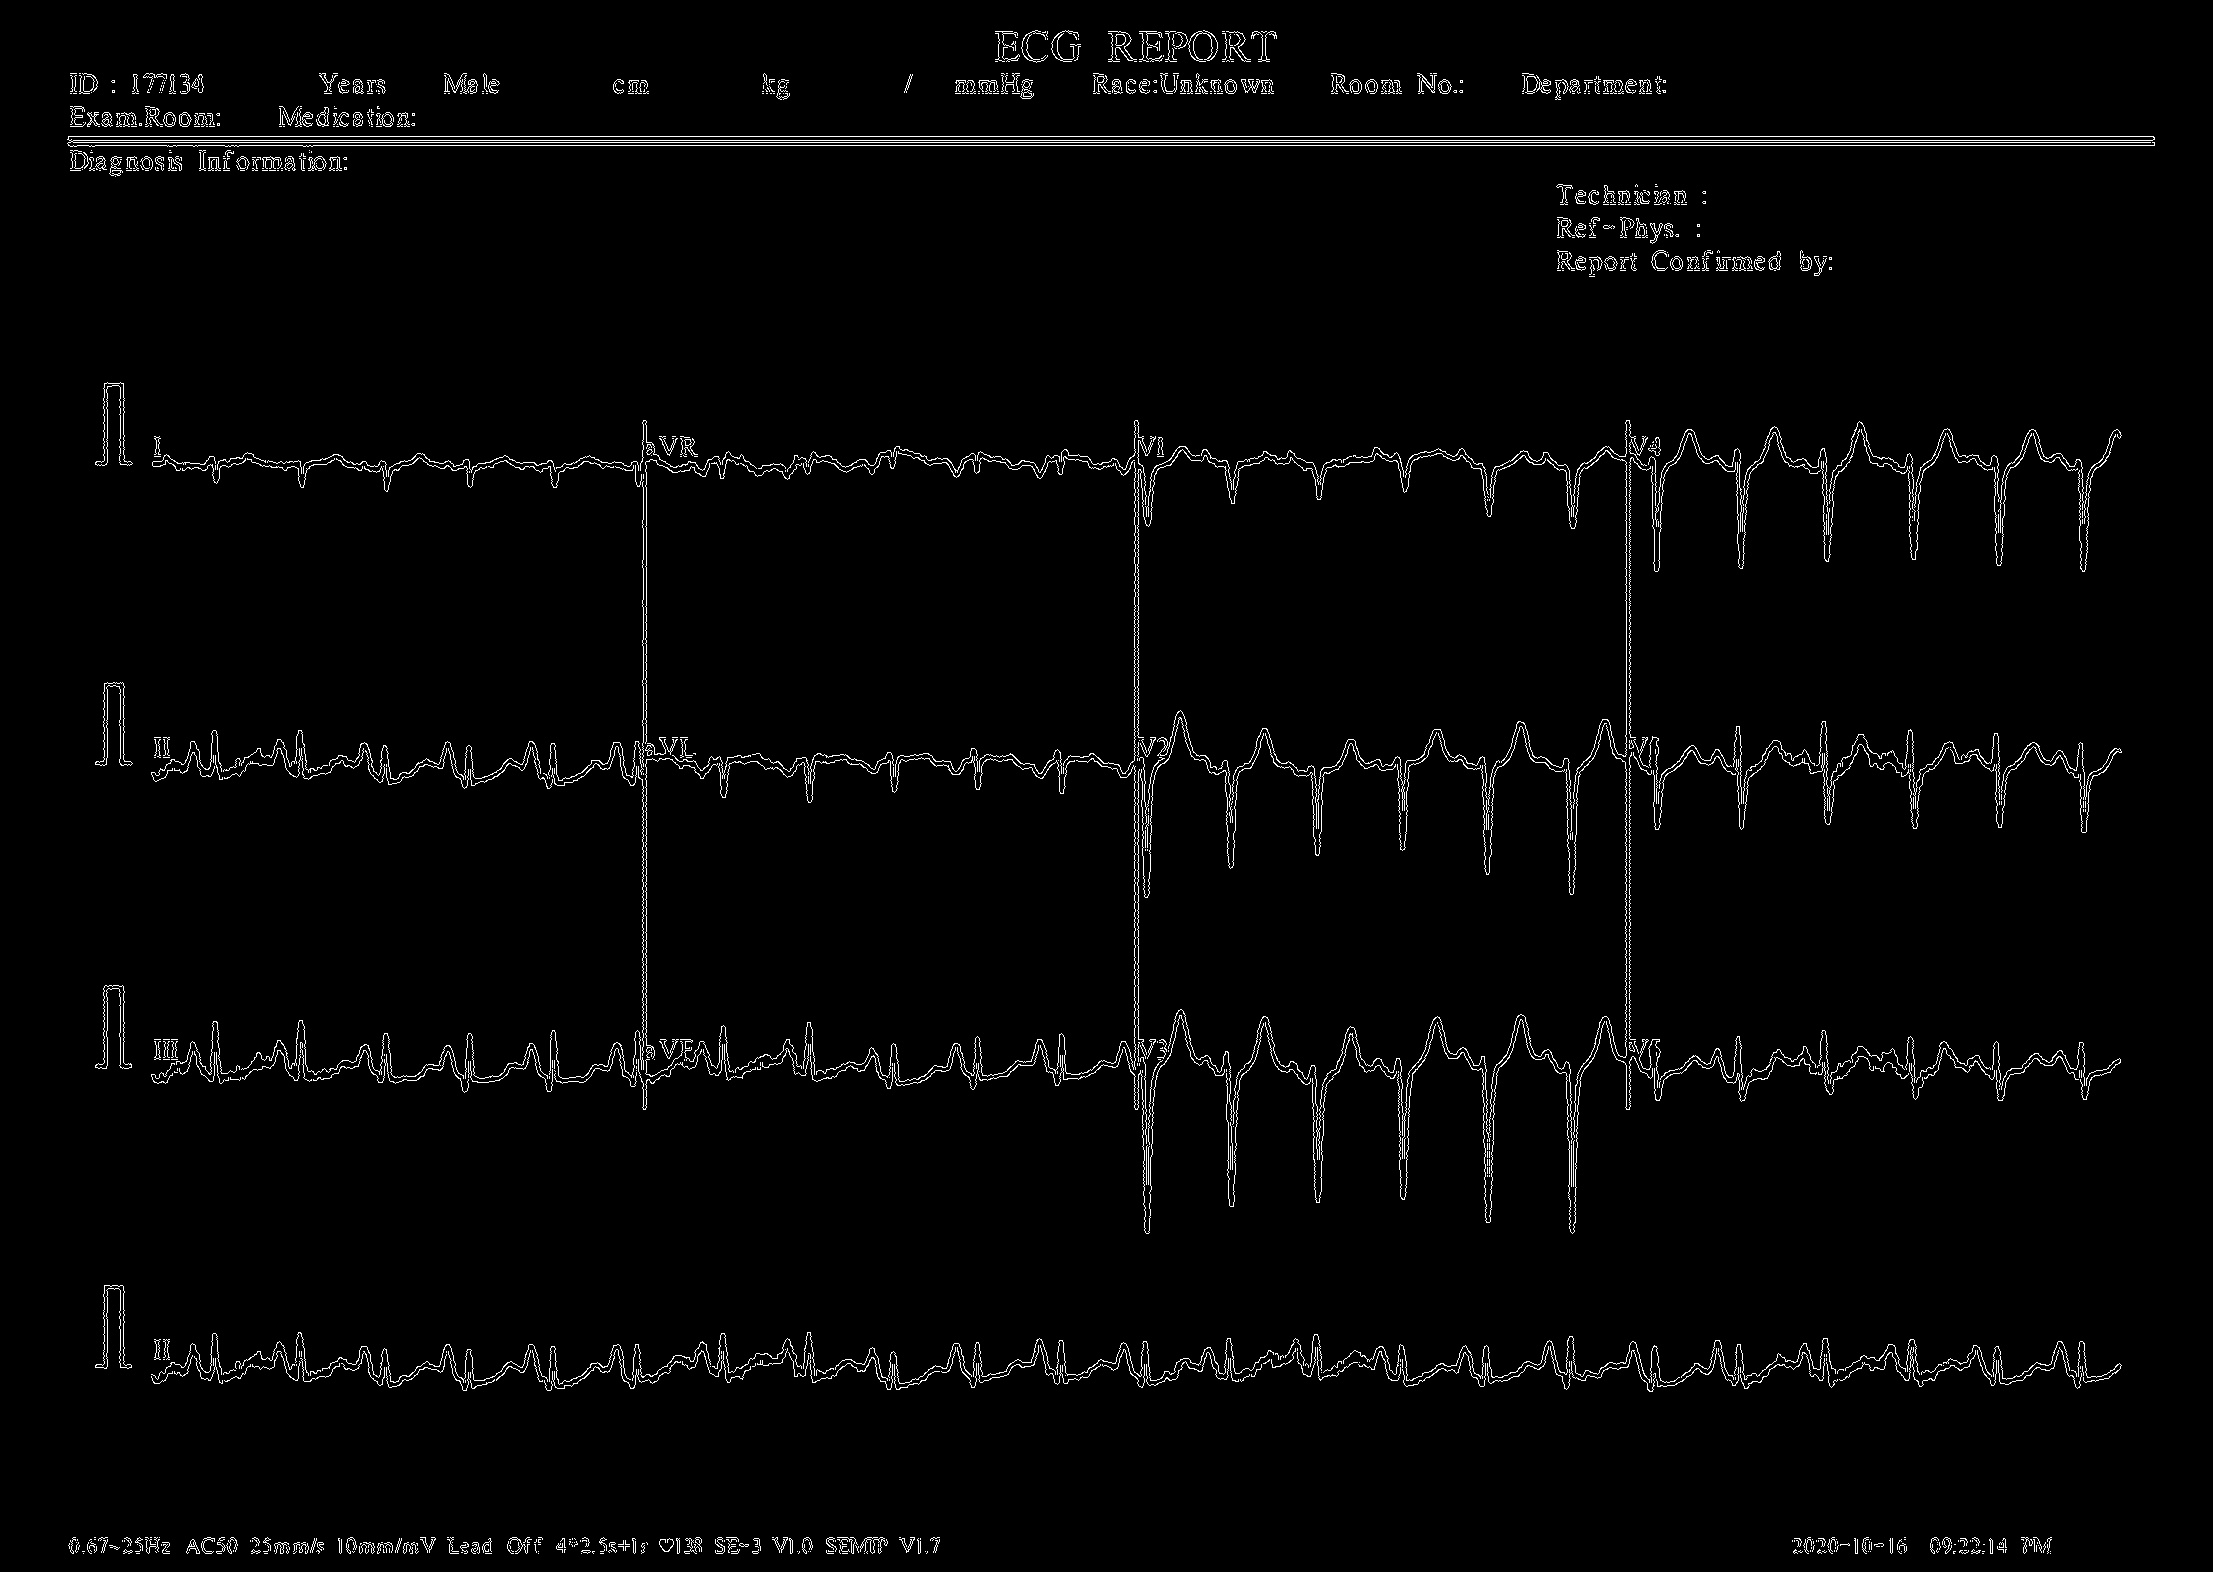 ECG REPORT
ID : 177134 Years Male cm kg / mmHg Race:Unknown Room No.: Department:
Exam.Room: Medication:
Diagnosis Information:
Technician :
Ref-Phys. :
Report Confirmed by:
I aVR V1 V4
II aVL V2
III aVF V3
II
0.67~25Hz AC50 25mm/s 10mm/mV Lead Off 4*2.5s+1r ♡138 SE-3 V1.0 SEMIP V1.7 2020-10-16 09:22:14 PM